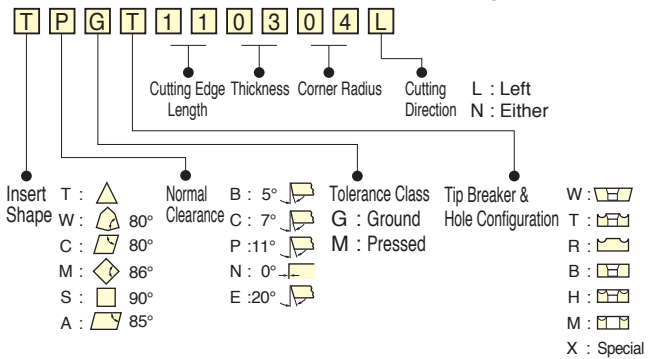 T P G T 1 1 0 3 0 4 L
Cutting Edge Length
Thickness
Corner Radius
Cutting Direction
L : Left
N : Either
Insert Shape
T :
W : 80°
C : 80°
M : 86°
S : 90°
A : 85°
Normal Clearance
B : 5°
C : 7°
P :11°
N : 0°
E :20°
Tolerance Class
G : Ground
M : Pressed
Tip Breaker & Hole Configuration
W :
T :
R :
B :
H :
M :
X : Special